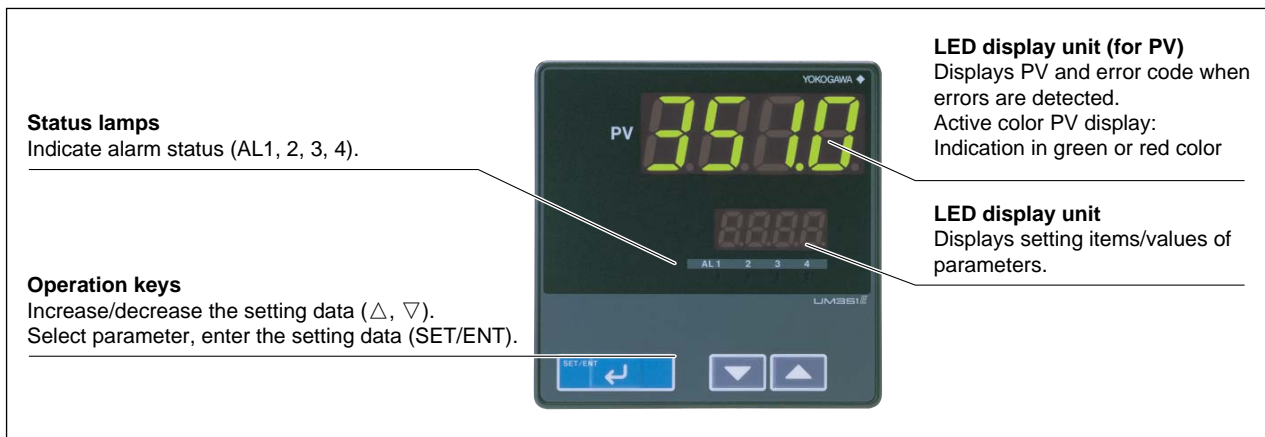 Status lamps
Indicate alarm status (AL1, 2, 3, 4).
Operation keys
Increase/decrease the setting data (△, ▽).
Select parameter, enter the setting data (SET/ENT).
YOKOGAWA ◆
PV 351.0
AL 1 2 3 4
UM351E
SET/ENT
LED display unit (for PV)
Displays PV and error code when
errors are detected.
Active color PV display:
Indication in green or red color
LED display unit
Displays setting items/values of
parameters.